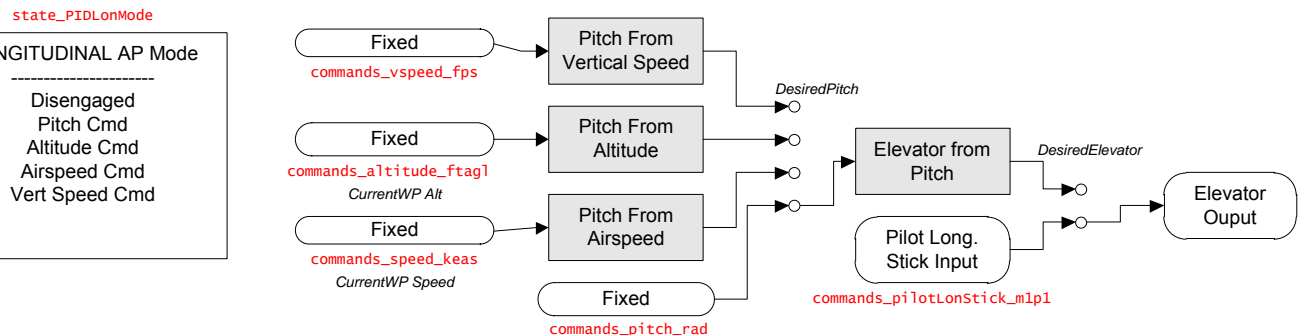 state_PIDLonMode
NGITUDINAL AP Mode
----------------------
Disengaged
Pitch Cmd
Altitude Cmd
Airspeed Cmd
Vert Speed Cmd
Fixed
commands_vspeed_fps
Pitch From
Vertical Speed
DesiredPitch
Fixed
commands_altitude_ftagl
CurrentWP Alt
Pitch From
Altitude
Fixed
commands_speed_keas
CurrentWP Speed
Pitch From
Airspeed
Fixed
commands_pitch_rad
Elevator from
Pitch
DesiredElevator
Pilot Long.
Stick Input
commands_pilotLonStick_m1p1
Elevator
Ouput